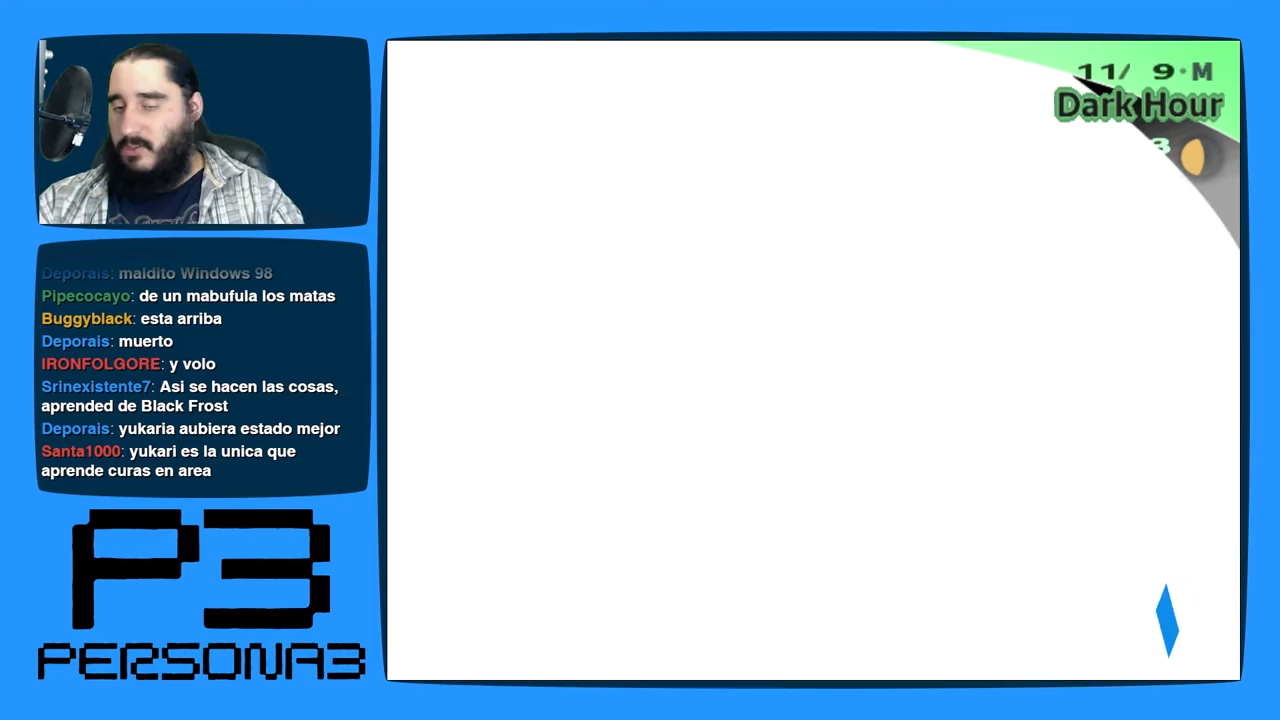 11/ 9·M
Dark Hour
3
Deporais: maldito Windows 98
Pipecocayo: de un mabufula los matas
Buggyblack: esta arriba
Deporais: muerto
IRONFOLGORE: y volo
Srinexistente7: Asi se hacen las cosas,
aprended de Black Frost
Deporais: yukaria aubiera estado mejor
Santa1000: yukari es la unica que
aprende curas en area
P3
PERSONA3